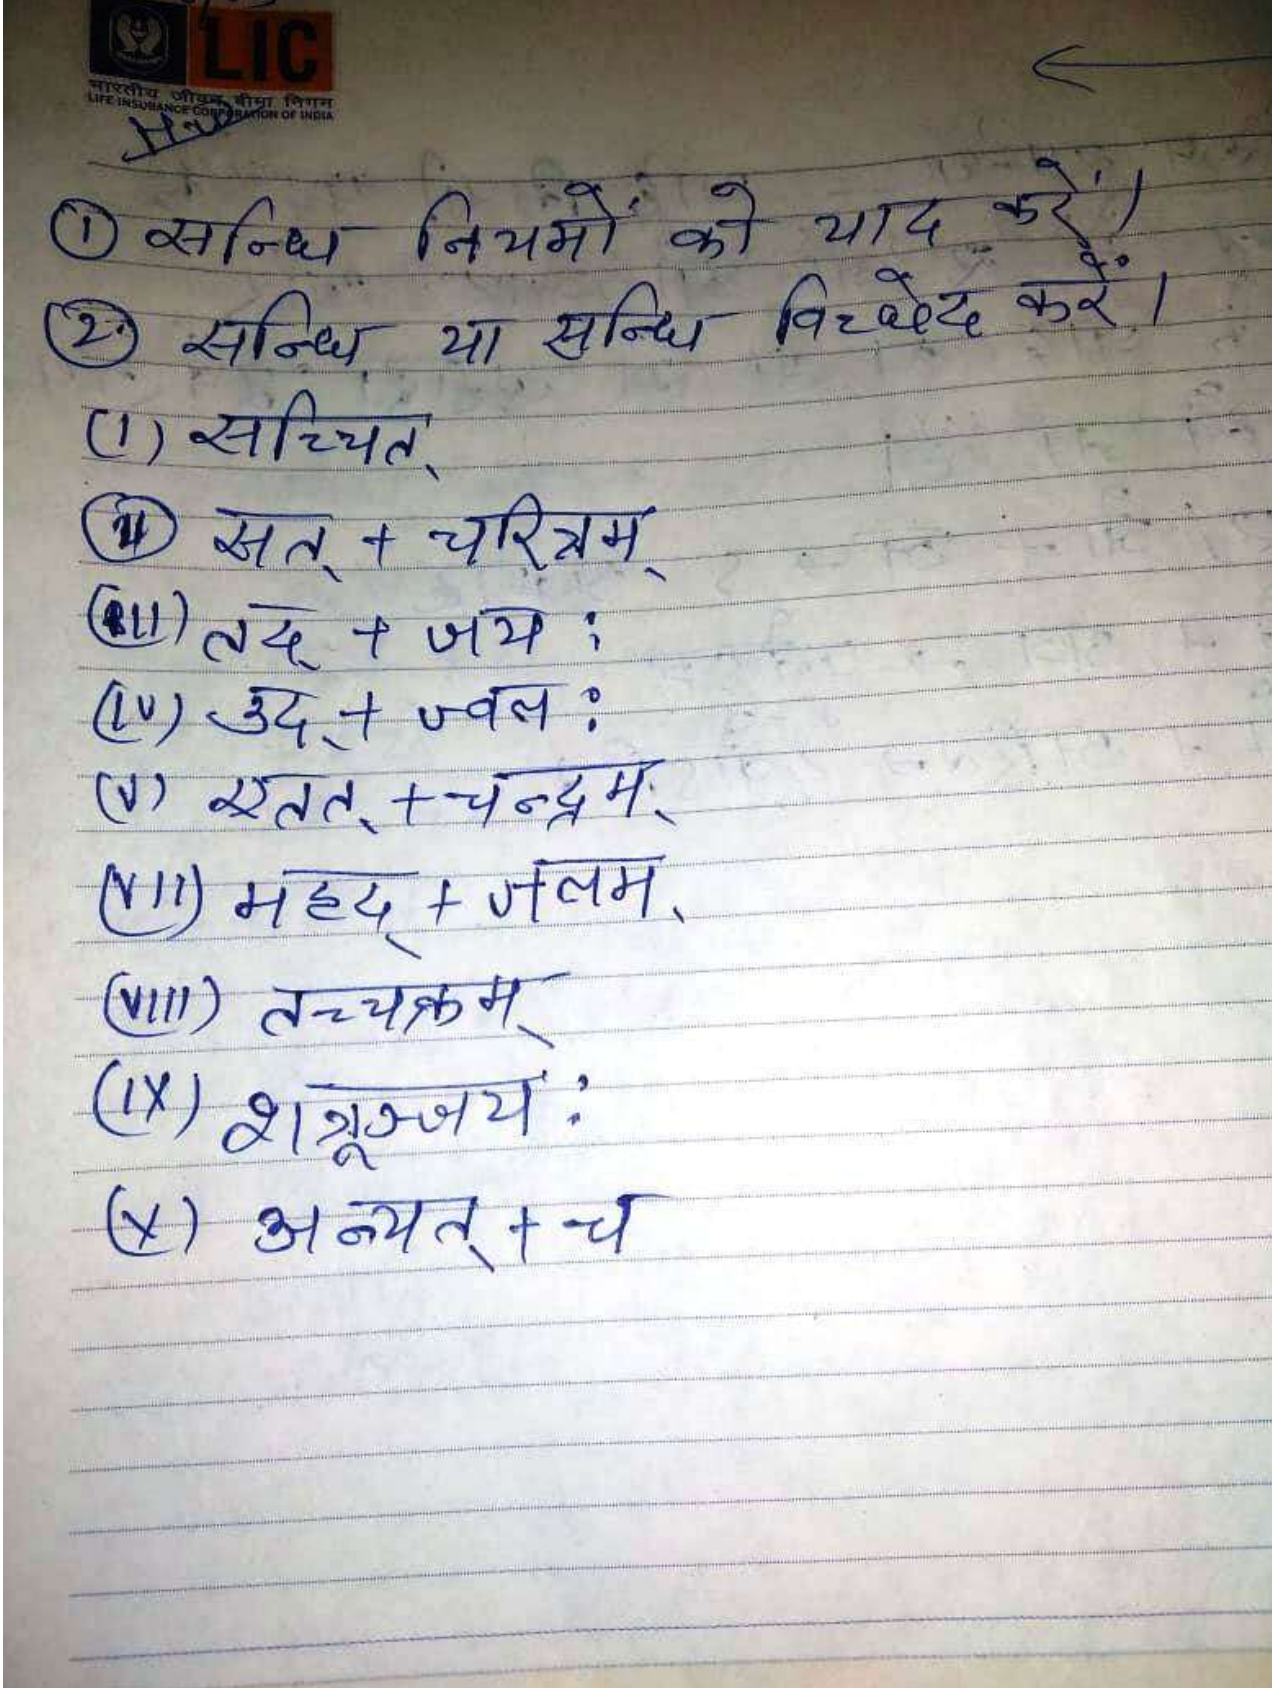 LIC
भारतीय जीवन बीमा निगम
LIFE INSURANCE CORPORATION OF INDIA
H.W
① सन्धि नियमों को याद करें।
② सन्धि या सन्धि विच्छेद करें।
(I) सच्चित्
(II) सत् + चरित्रम्
(III) तद् + जय :
(IV) उद् + ज्वल :
(V) एतत् + चन्द्रम्
(VII) महद् + जलम्
(VIII) तच्चक्रम्
(IX) शत्रूञ्जय :
(X) अन्यत् + च